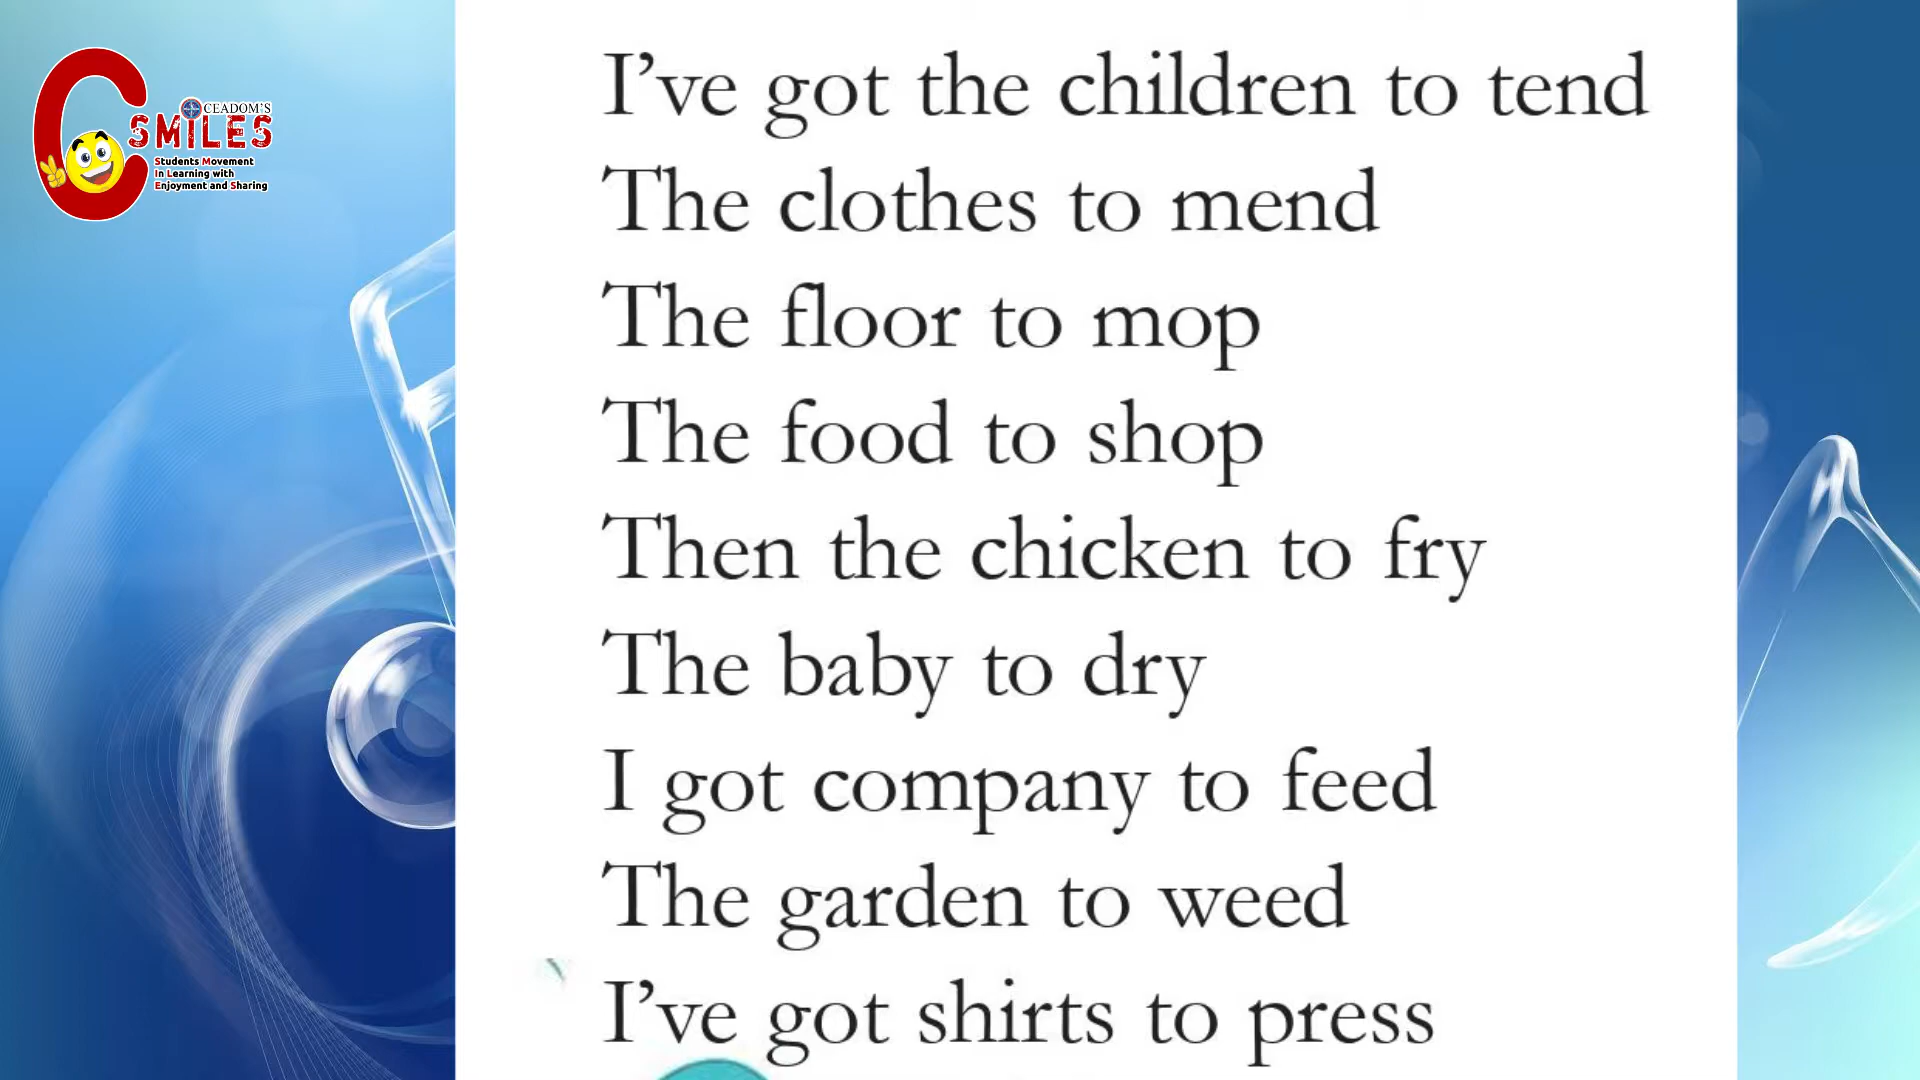 CEADOM'S
SMILES
Students Movement
In Learning with
Enjoyment and Sharing
I've got the children to tend
The clothes to mend
The floor to mop
The food to shop
Then the chicken to fry
The baby to dry
I got company to feed
The garden to weed
I've got shirts to press